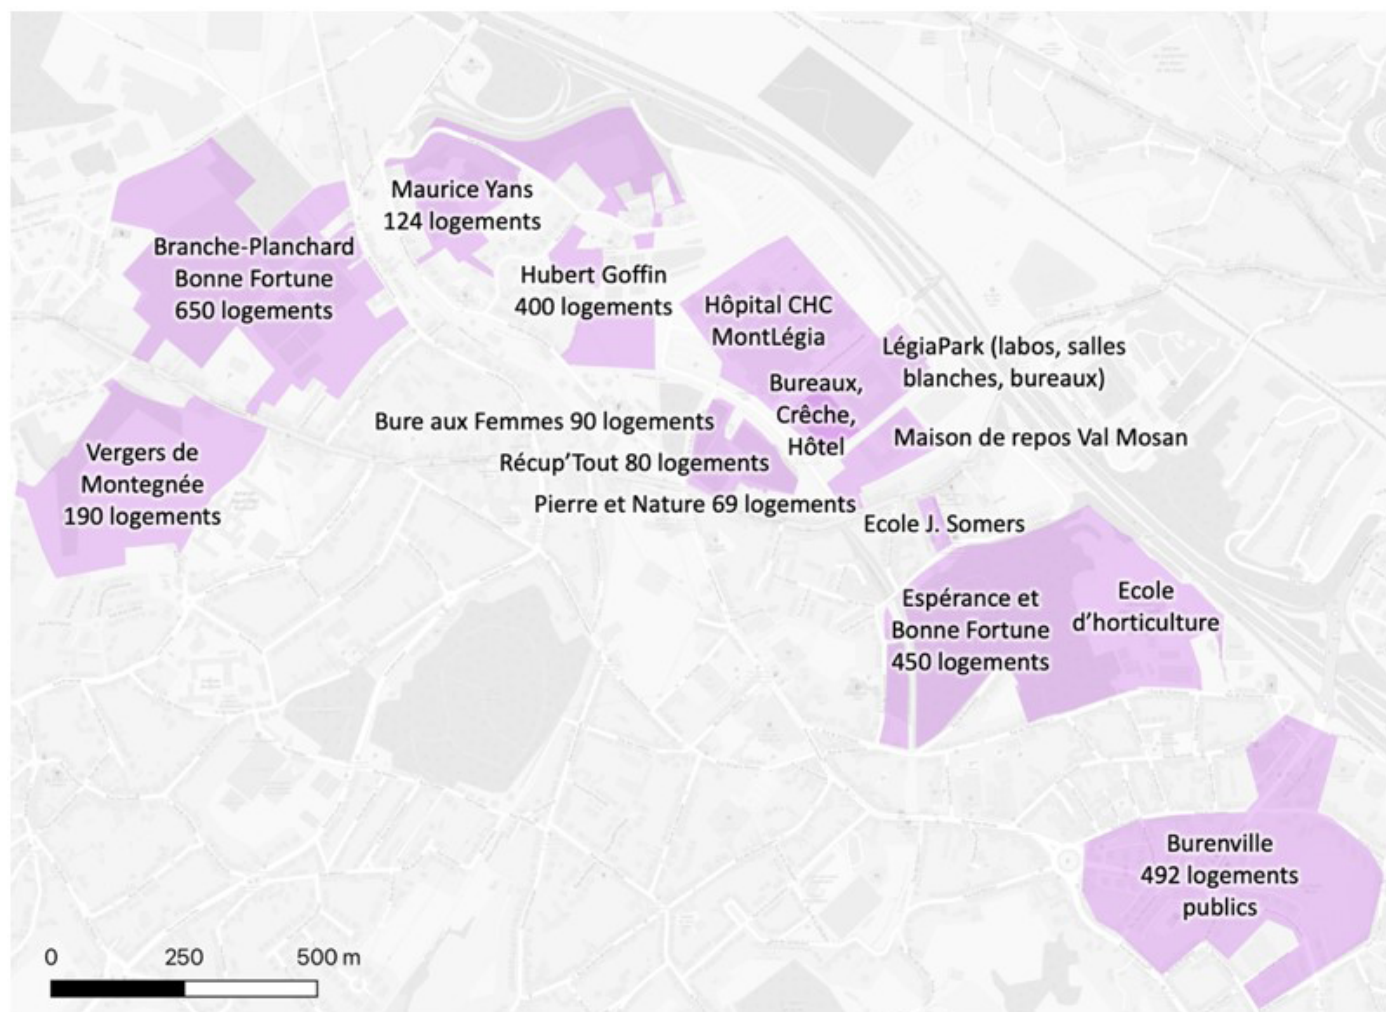 Maurice Yans
124 logements
Branche-Planchard
Bonne Fortune
650 logements
Hubert Goffin
400 logements
Hôpital CHC
MontLégia
LégiaPark (labos, salles
blanches, bureaux)
Bureaux,
Crêche,
Hôtel
Bure aux Femmes 90 logements
Maison de repos Val Mosan
Vergers de
Montegnée
190 logements
Récup'Tout 80 logements
Pierre et Nature 69 logements
Ecole J. Somers
Espérance et
Bonne Fortune
450 logements
Ecole
d'horticulture
Burenville
492 logements
publics
0 250 500 m